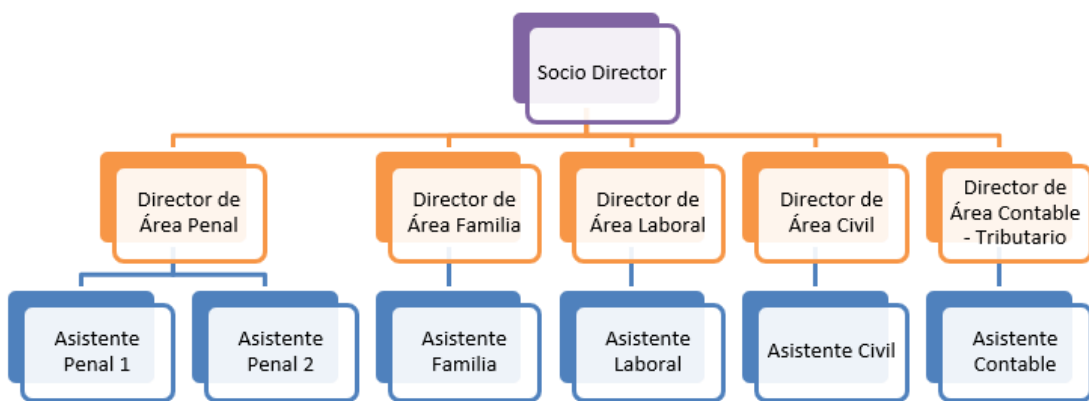 Socio Director
Director de
Área Penal
Director de
Área Familia
Director de
Área Laboral
Director de
Área Civil
Director de
Área Contable
- Tributario
Asistente
Penal 1
Asistente
Penal 2
Asistente
Familia
Asistente
Laboral
Asistente Civil
Asistente
Contable